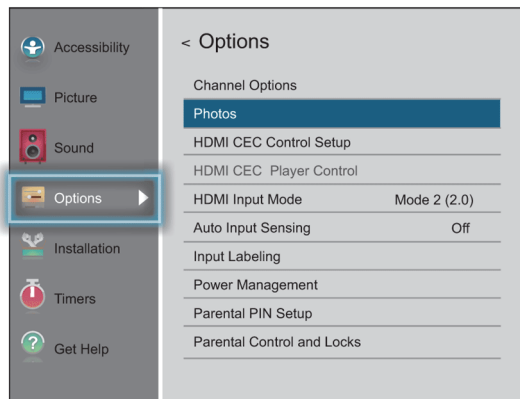 Accessibility
Picture
Sound
Options
Installation
Timers
? Get Help
< Options
Channel Options
Photos
HDMI CEC Control Setup
HDMI CEC Player Control
HDMI Input Mode Mode 2 (2.0)
Auto Input Sensing Off
Input Labeling
Power Management
Parental PIN Setup
Parental Control and Locks